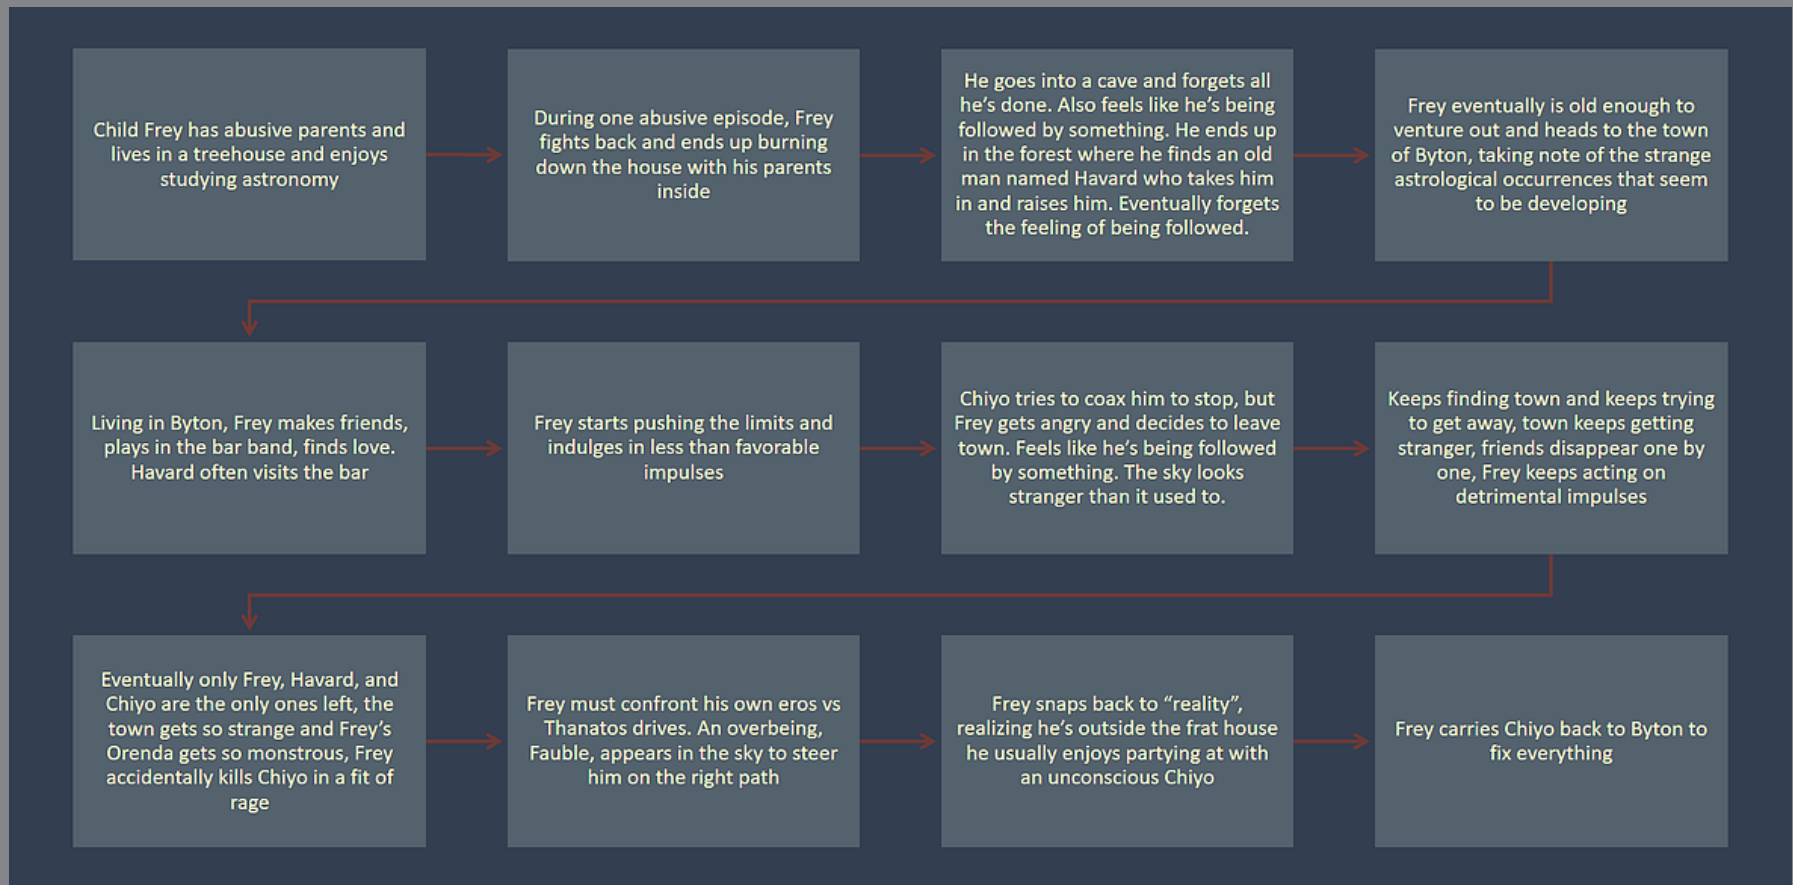 Child Frey has abusive parents and
lives in a treehouse and enjoys
studying astronomy
During one abusive episode, Frey
fights back and ends up burning
down the house with his parents
inside
He goes into a cave and forgets all
he's done. Also feels like he's being
followed by something. He ends up
in the forest where he finds an old
man named Havard who takes him
in and raises him. Eventually forgets
the feeling of being followed.
Frey eventually is old enough to
venture out and heads to the town
of Byton, taking note of the strange
astrological occurrences that seem
to be developing
Living in Byton, Frey makes friends,
plays in the bar band, finds love.
Havard often visits the bar
Frey starts pushing the limits and
indulges in less than favorable
impulses
Chiyo tries to coax him to stop, but
Frey gets angry and decides to leave
town. Feels like he's being followed
by something. The sky looks
stranger than it used to.
Keeps finding town and keeps trying
to get away, town keeps getting
stranger, friends disappear one by
one, Frey keeps acting on
detrimental impulses
Eventually only Frey, Havard, and
Chiyo are the only ones left, the
town gets so strange and Frey's
Orenda gets so monstrous, Frey
accidentally kills Chiyo in a fit of
rage
Frey must confront his own eros vs
Thanatos drives. An overbeing,
Fauble, appears in the sky to steer
him on the right path
Frey snaps back to “reality”,
realizing he's outside the frat house
he usually enjoys partying at with
an unconscious Chiyo
Frey carries Chiyo back to Byton to
fix everything